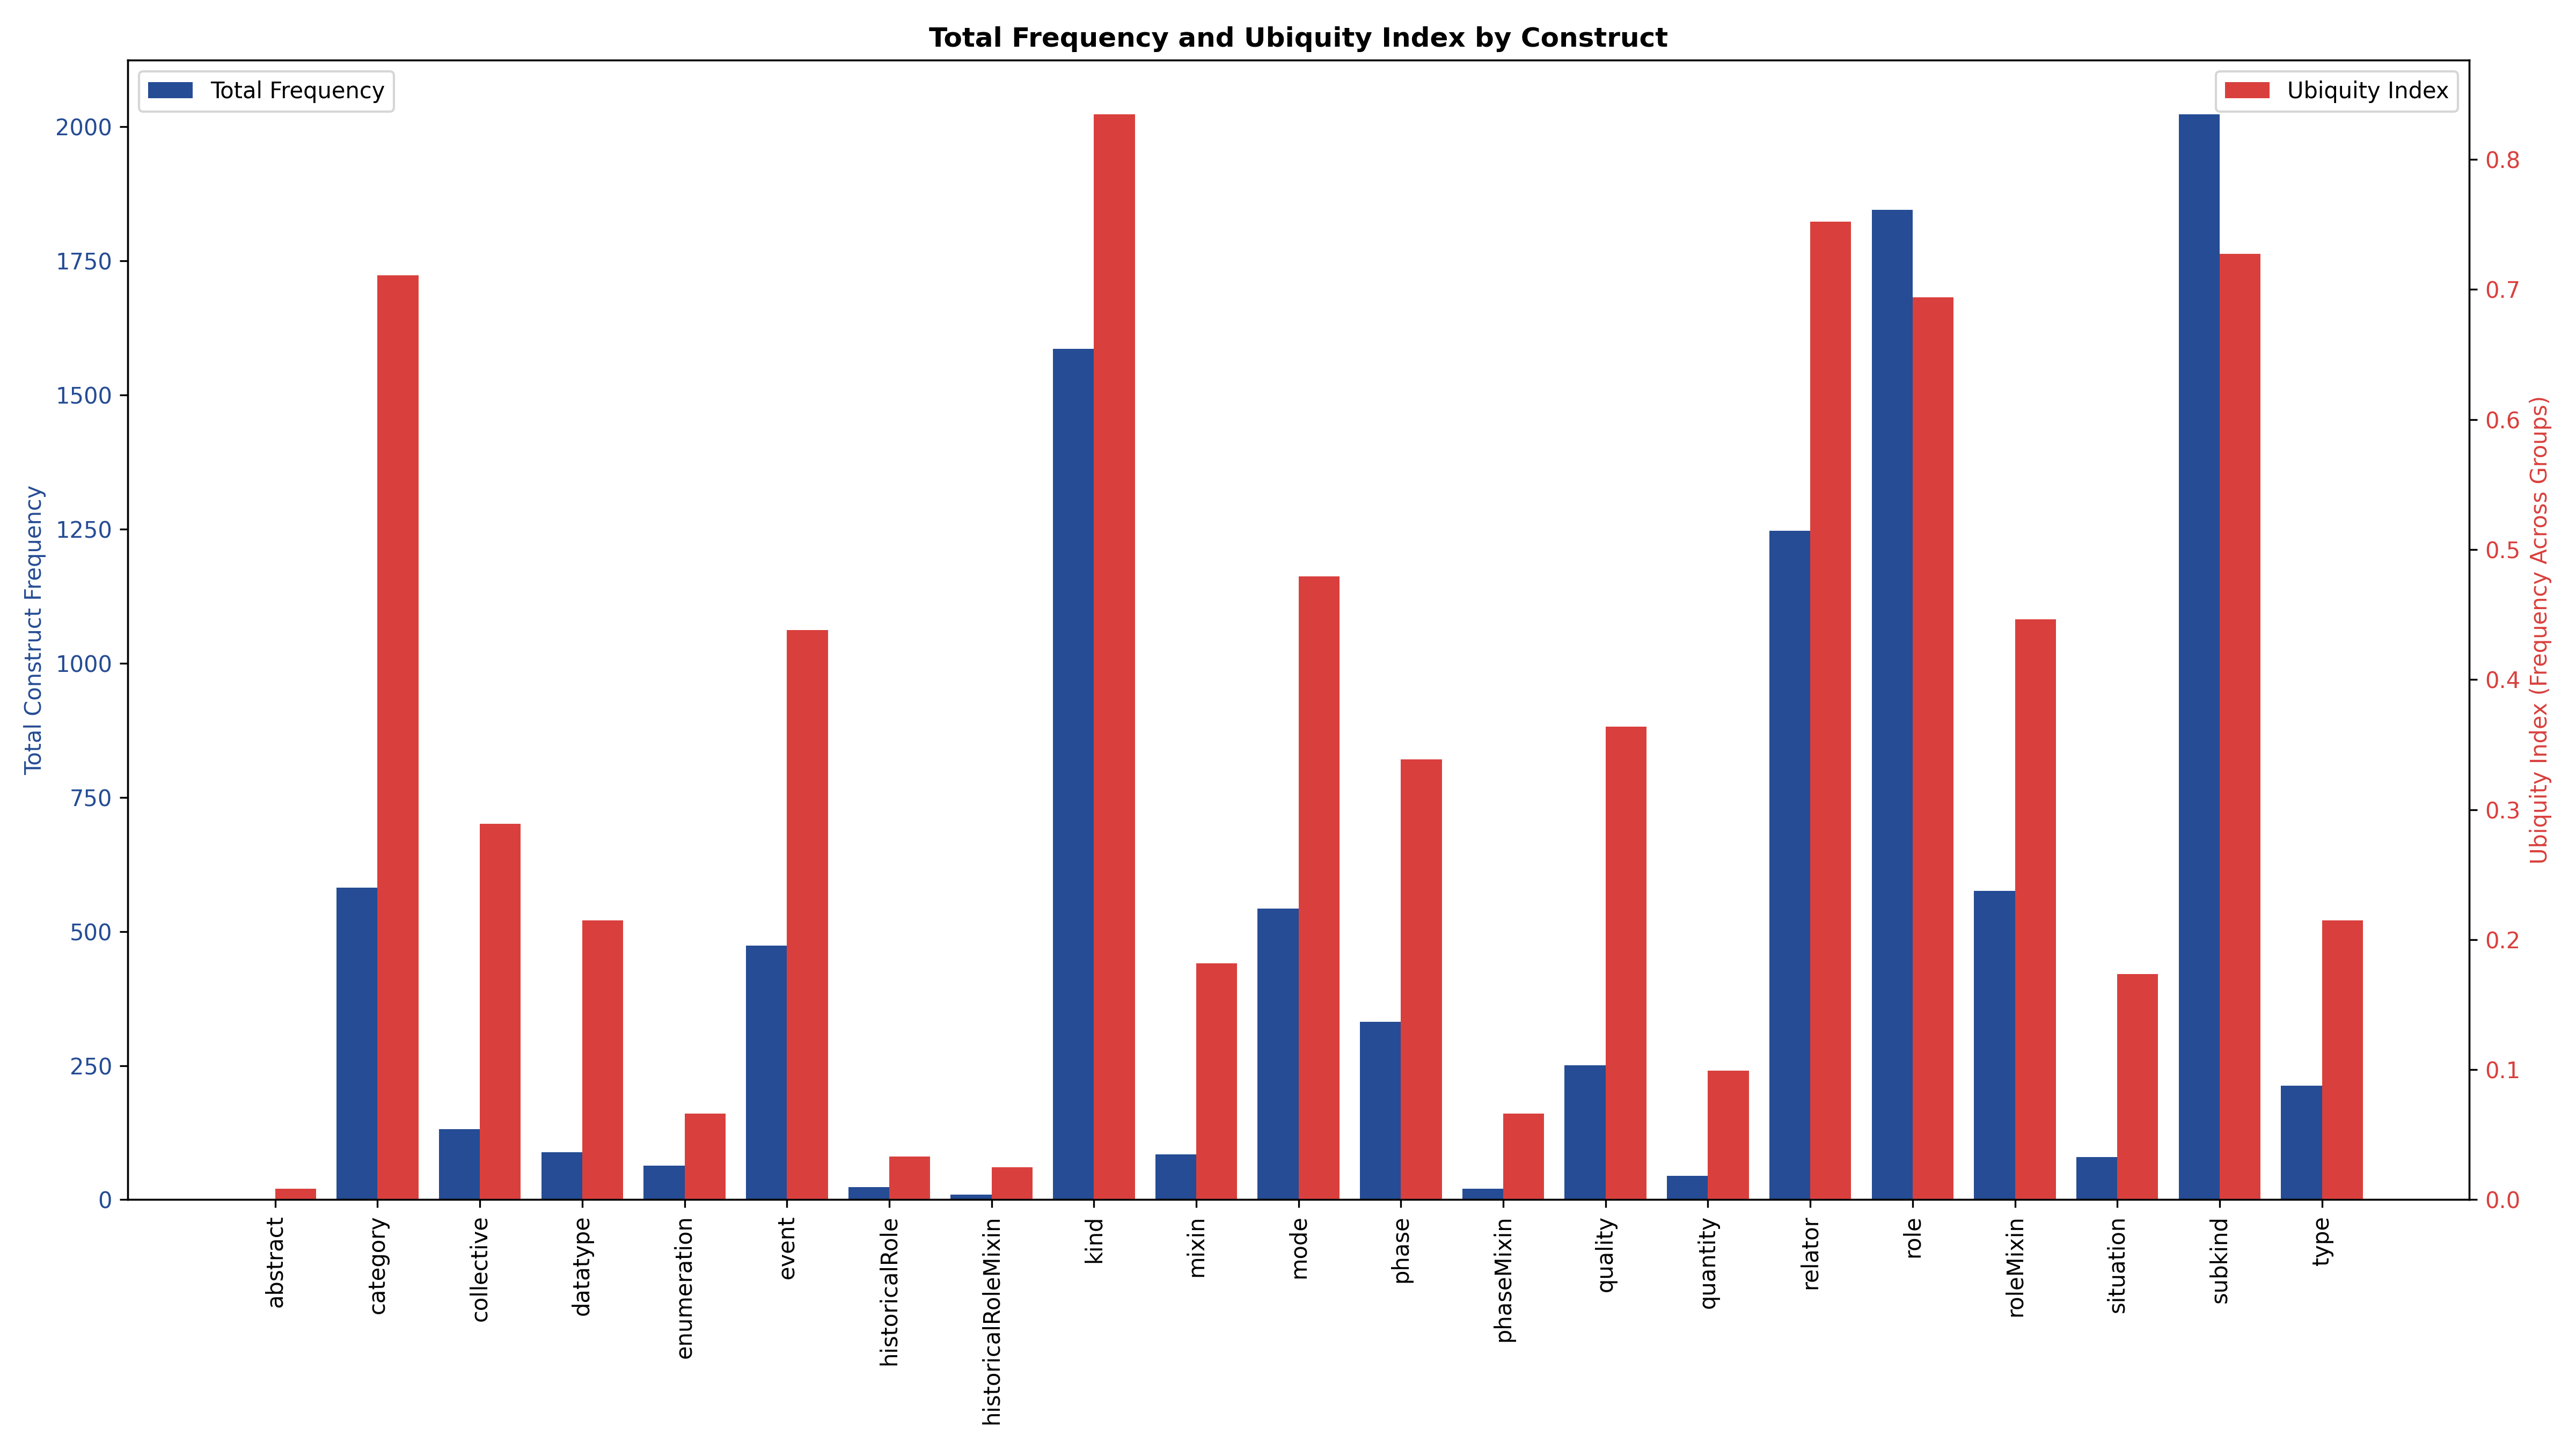 Total Frequency and Ubiquity Index by Construct
Total Frequency
Ubiquity Index
Total Construct Frequency
2000
1750
1500
1250
1000
750
500
250
0
0.8
0.7
0.6
0.5
0.4
0.3
0.2
0.1
0.0
Ubiquity Index (Frequency Across Groups)
abstract
category
collective
datatype
enumeration
event
historicalRole
historicalRoleMixin
kind
mixin
mode
phase
phaseMixin
quality
quantity
relator
role
roleMixin
situation
subkind
type